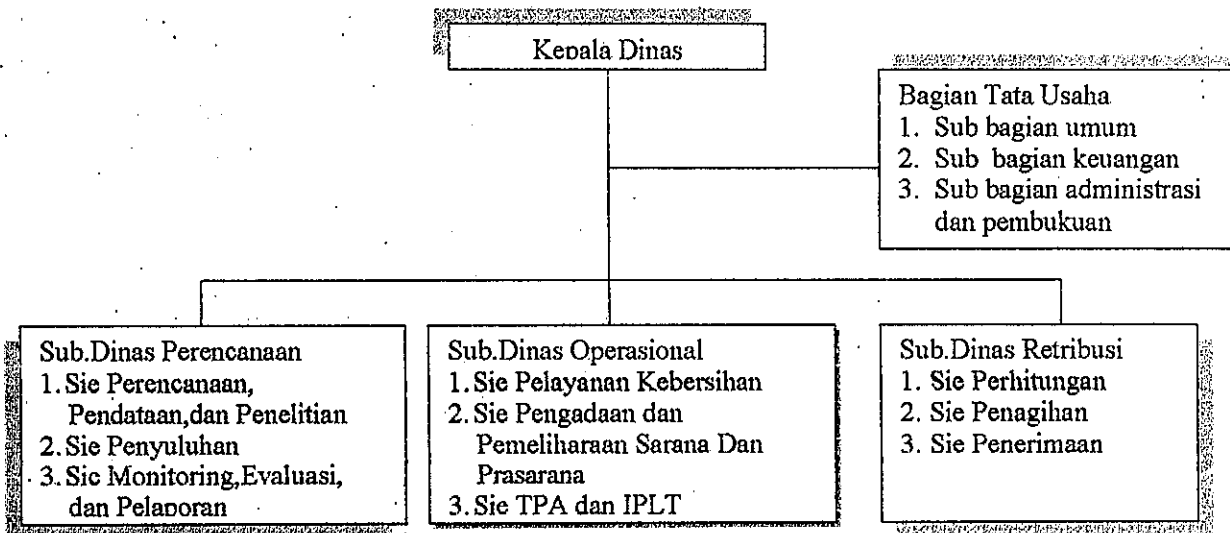 Kepala Dinas
Bagian Tata Usaha
1. Sub bagian umum
2. Sub bagian keuangan
3. Sub bagian administrasi
dan pembukuan
Sub.Dinas Perencanaan
1.Sie Perencanaan,
Pendataan,dan Penelitian
2.Sie Penyuluhan
3.Sie Monitoring,Evaluasi,
dan Pelaporan
Sub.Dinas Operasional
1.Sie Pelayanan Kebersihan
2.Sie Pengadaan dan
Pemeliharaan Sarana Dan
Prasarana
3.Sie TPA dan IPLT
Sub.Dinas Retribusi
1. Sie Perhitungan
2. Sie Penagihan
3. Sie Penerimaan